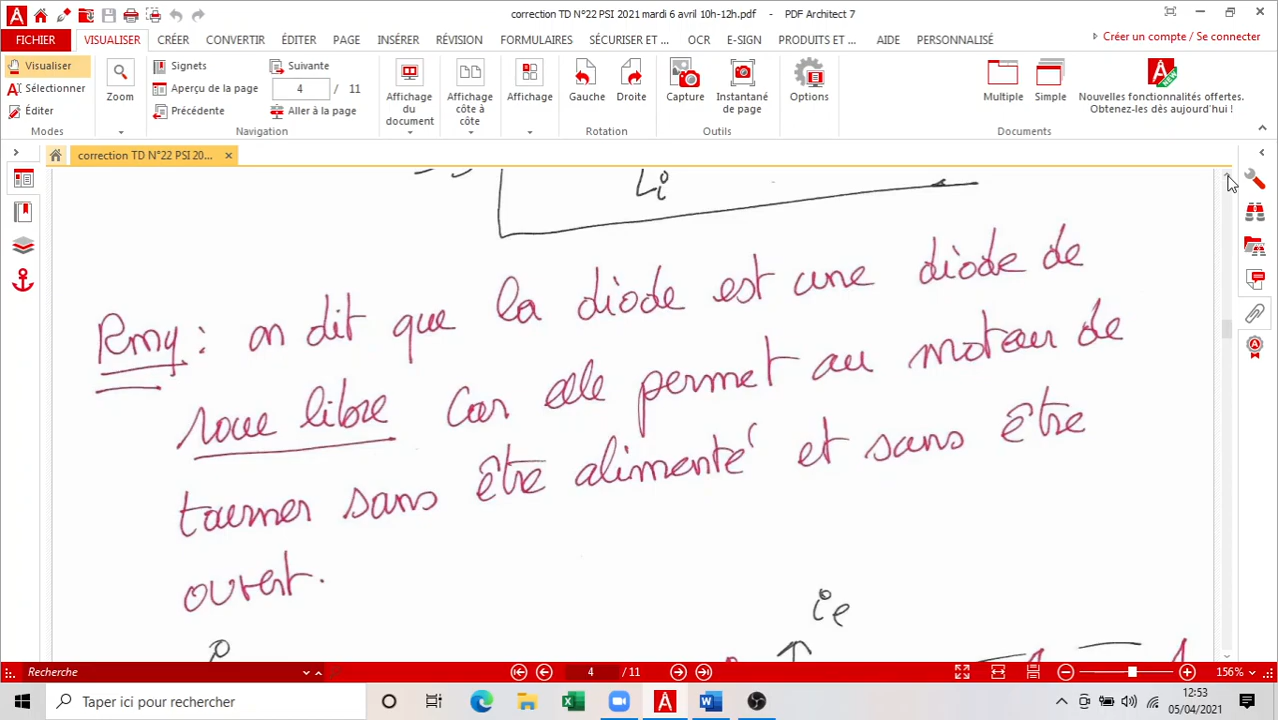 correction TD N°22 PSI 2021 mardi 6 avril 10h-12h.pdf - PDF Architect 7
FICHIER VISUALISER CRÉER CONVERTIR ÉDITER PAGE INSÉRER RÉVISION FORMULAIRES SÉCURISER ET ... OCR E-SIGN PRODUITS ET ... AIDE PERSONNALISÉ Créer un compte / Se connecter
Visualiser
Sélectionner
Éditer
Modes
Zoom
Signets
Aperçu de la page
Précédente
Suivante
4 / 11
Aller à la page
Navigation
Affichage du document
Affichage côte à côte
Affichage
Gauche
Droite
Rotation
Capture
Instantané de page
Outils
Options
Multiple
Simple
Nouvelles fonctionnalités offertes.
Obtenez-les dès aujourd'hui !
Documents
correction TD N°22 PSI 20...
Li
Rmq : on dit que la diode est une diode de
roue libre car elle permet au moteur de
tourner sans être alimenté et sans être
ouvert.
ie
Recherche
4 / 11
156%
Taper ici pour rechercher
12:53
05/04/2021